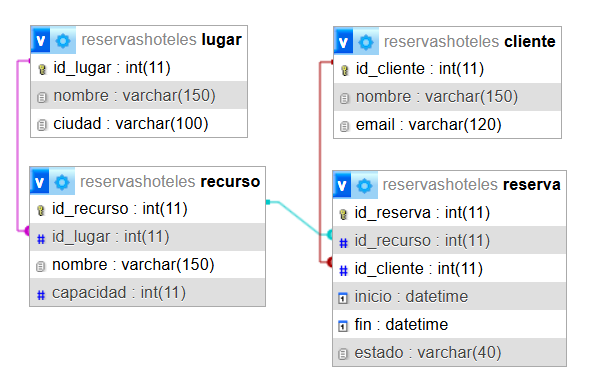 v reservashoteles lugar
id_lugar : int(11)
nombre : varchar(150)
ciudad : varchar(100)
v reservashoteles cliente
id_cliente : int(11)
nombre : varchar(150)
email : varchar(120)
v reservashoteles recurso
id_recurso : int(11)
# id_lugar : int(11)
nombre : varchar(150)
# capacidad : int(11)
v reservashoteles reserva
id_reserva : int(11)
# id_recurso : int(11)
# id_cliente : int(11)
inicio : datetime
fin : datetime
estado : varchar(40)